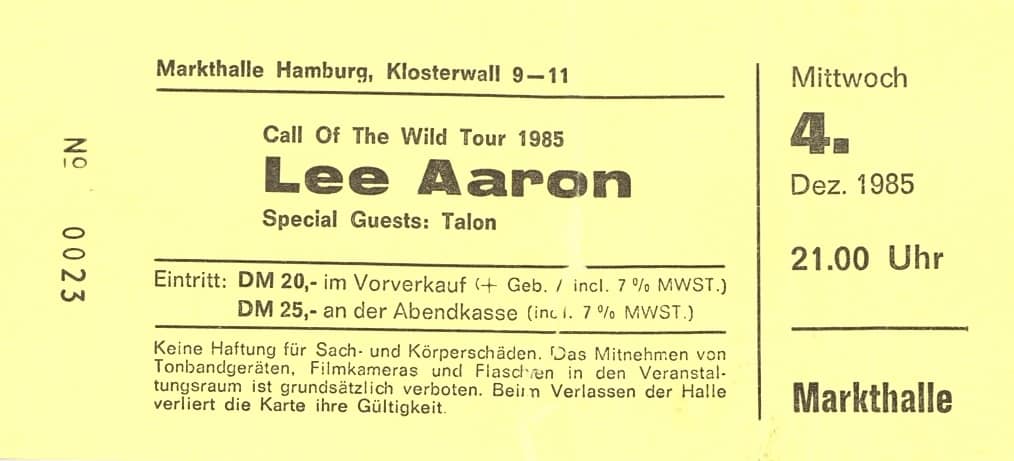 Markthalle Hamburg, Klosterwall 9—11
Call Of The Wild Tour 1985
Lee Aaron
Special Guests: Talon
Eintritt: DM 20,- im Vorverkauf (+ Geb. / incl. 7 % MWST.)
DM 25,- an der Abendkasse (incl. 7 % MWST.)
Keine Haftung für Sach- und Körperschäden. Das Mitnehmen von
Tonbandgeräten, Filmkameras und Flaschen in den Veranstal-
tungsraum ist grundsätzlich verboten. Beim Verlassen der Halle
verliert die Karte ihre Gültigkeit.
Mittwoch
4.
Dez. 1985
21.00 Uhr
Markthalle
Nº 0023